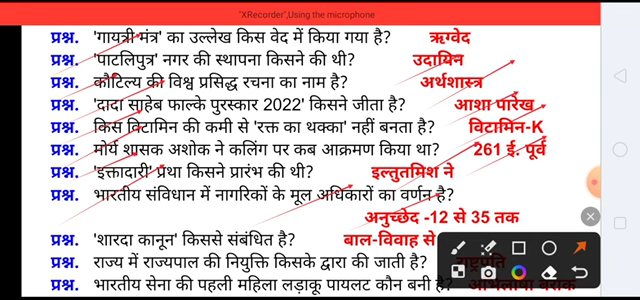 "XRecorder",Using the microphone
प्रश्न. 'गायत्री मंत्र' का उल्लेख किस वेद में किया गया है? ऋग्वेद
प्रश्न. 'पाटलिपुत्र' नगर की स्थापना किसने की थी? उदायिन
प्रश्न. कौटिल्य की विश्व प्रसिद्ध रचना का नाम है? अर्थशास्त्र
प्रश्न. 'दादा साहेब फाल्के पुरस्कार 2022' किसने जीता है? आशा पारेख
प्रश्न. किस विटामिन की कमी से 'रक्त का थक्का' नहीं बनता है? विटामिन-K
प्रश्न. मोर्य शासक अशोक ने कलिंग पर कब आक्रमण किया था? 261 ई. पूर्व
प्रश्न. 'इक्तादारी' प्रथा किसने प्रारंभ की थी? इल्तुतमिश ने
प्रश्न. भारतीय संविधान में नागरिकों के मूल अधिकारों का वर्णन है?
अनुच्छेद -12 से 35 तक
प्रश्न. 'शारदा कानून' किससे संबंधित है? बाल-विवाह से
प्रश्न. राज्य में राज्यपाल की नियुक्ति किसके द्वारा की जाती है? राष्ट्रपति
प्रश्न. भारतीय सेना की पहली महिला लड़ाकू पायलट कौन बनी है?